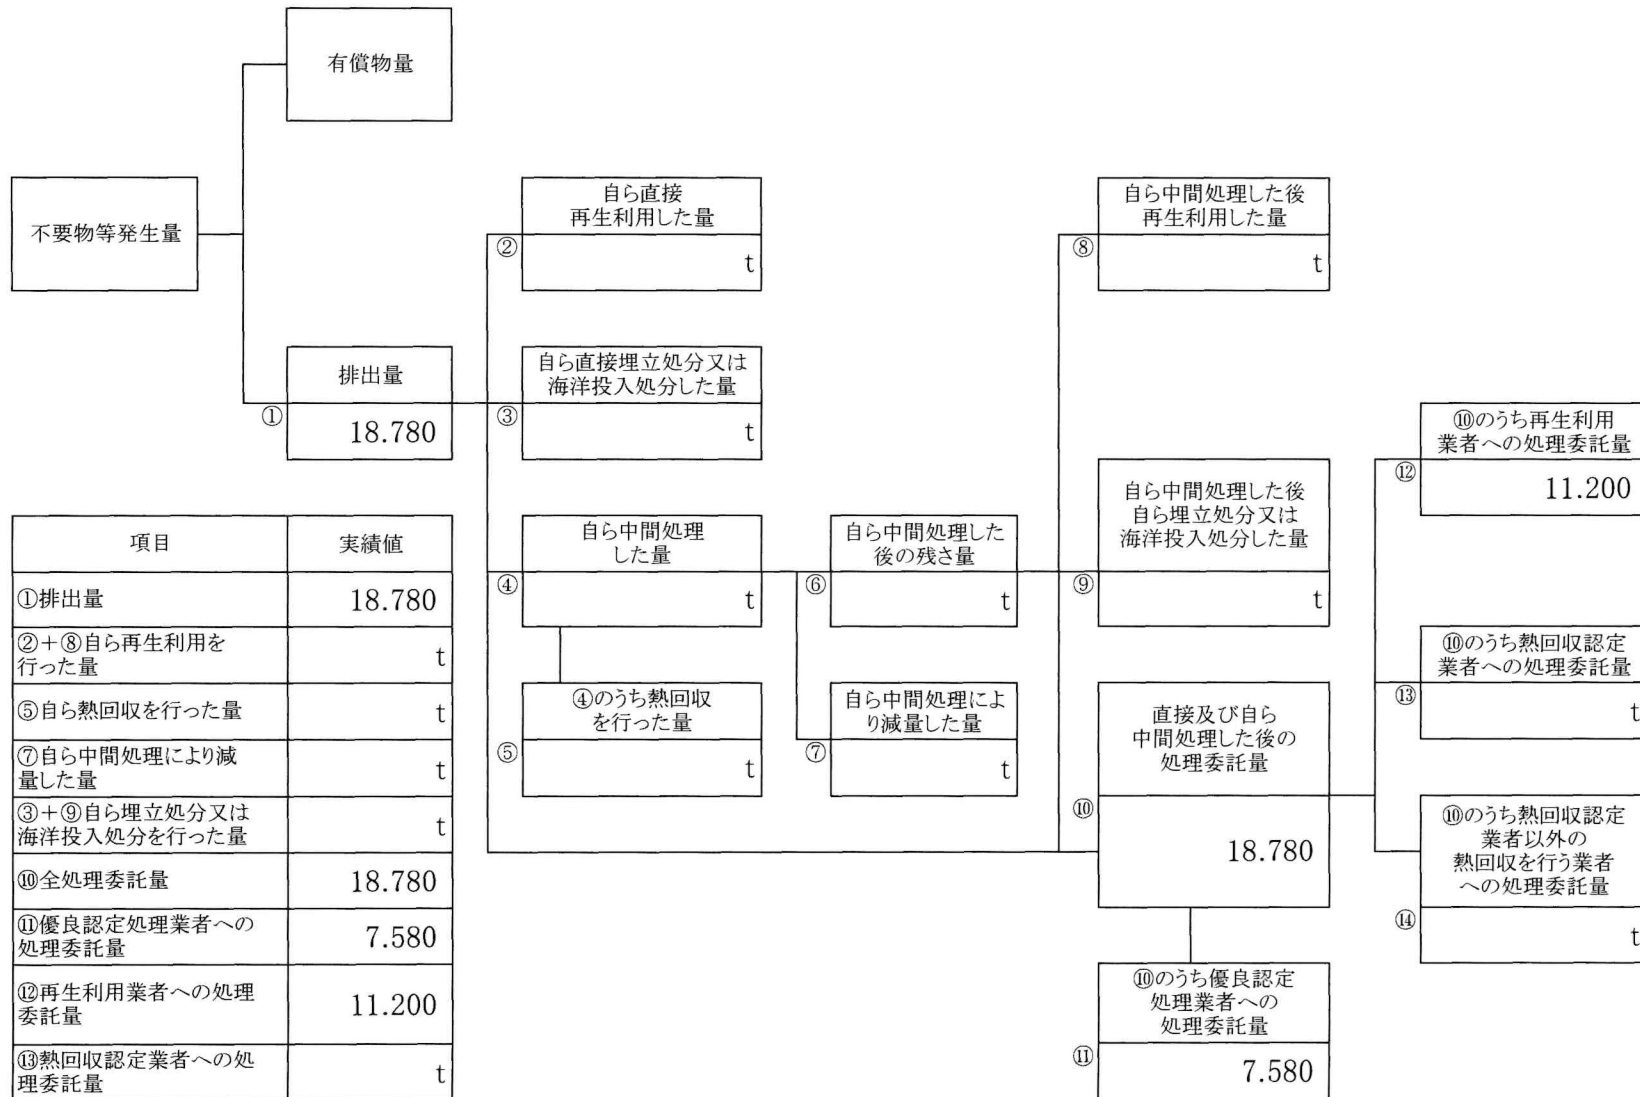 有償物量
不要物等発生量
自ら直接
再生利用した量
②
t
自ら中間処理した後
再生利用した量
⑧
t
排出量
①
18.780
自ら直接埋立処分又は
海洋投入処分した量
③
t
⑩のうち再生利用
業者への処理委託量
⑫
11.200
自ら中間処理
した量
④
t
自ら中間処理した
後の残さ量
⑥
t
自ら中間処理した後
自ら埋立処分又は
海洋投入処分した量
⑨
t
⑩のうち熱回収認定
業者への処理委託量
⑬
t
④のうち熱回収
を行った量
⑤
t
自ら中間処理によ
り減量した量
⑦
t
直接及び自ら
中間処理した後の
処理委託量
⑩
18.780
⑩のうち熱回収認定
業者以外の
熱回収を行う業者
への処理委託量
⑭
t
⑩のうち優良認定
処理業者への
処理委託量
⑪
7.580
項目 実績値
①排出量 18.780
②+⑧自ら再生利用を
行った量 t
⑤自ら熱回収を行った量 t
⑦自ら中間処理により減
量した量 t
③+⑨自ら埋立処分又は
海洋投入処分を行った量 t
⑩全処理委託量 18.780
⑪優良認定処理業者への
処理委託量 7.580
⑫再生利用業者への処理
委託量 11.200
⑬熱回収認定業者への処
理委託量 t